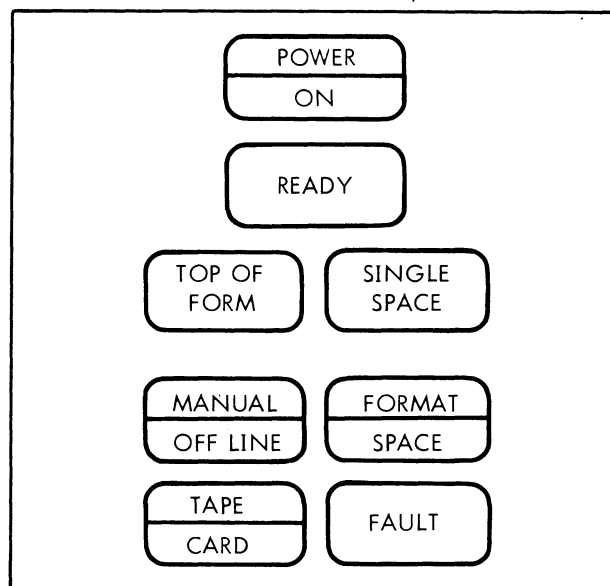 POWER
ON
READY
TOP OF
FORM
SINGLE
SPACE
MANUAL
OFF LINE
FORMAT
SPACE
TAPE
CARD
FAULT